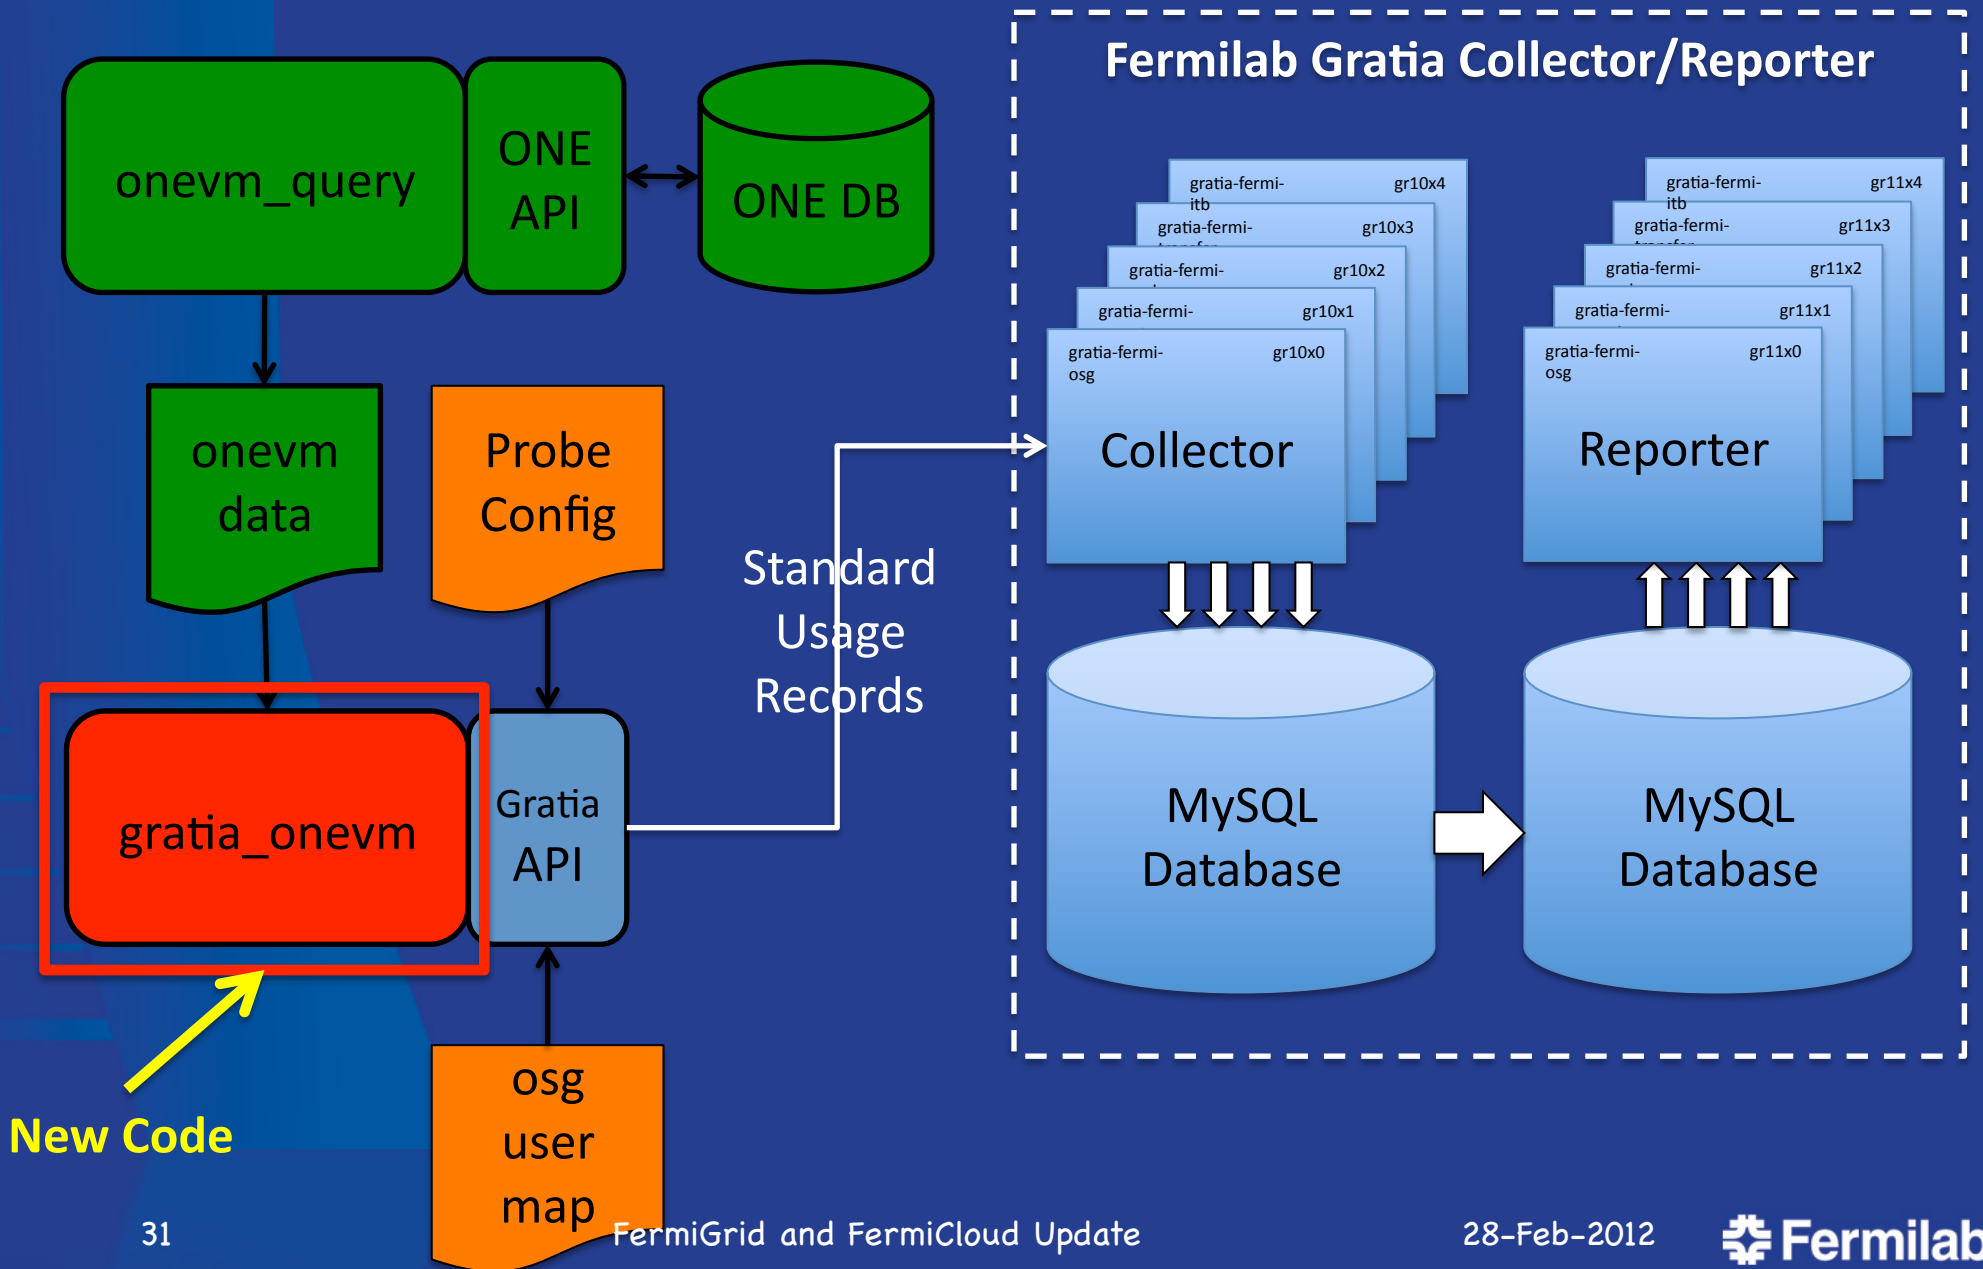 onevm_query
ONE
API
ONE DB
onevm
data
Probe
Config
gratia_onevm
Gratia
API
osg
user
map
New Code
Standard
Usage
Records
Fermilab Gratia Collector/Reporter
gratia-fermi-
itb
gr10x4
gratia-fermi-
gr10x3
gratia-fermi-
gr10x2
gratia-fermi-
gr10x1
gratia-fermi-
osg
gr10x0
Collector
gratia-fermi-
itb
gr11x4
gratia-fermi-
gr11x3
gratia-fermi-
gr11x2
gratia-fermi-
gr11x1
gratia-fermi-
osg
gr11x0
Reporter
MySQL
Database
MySQL
Database
31
FermiGrid and FermiCloud Update
28-Feb-2012
Fermilab